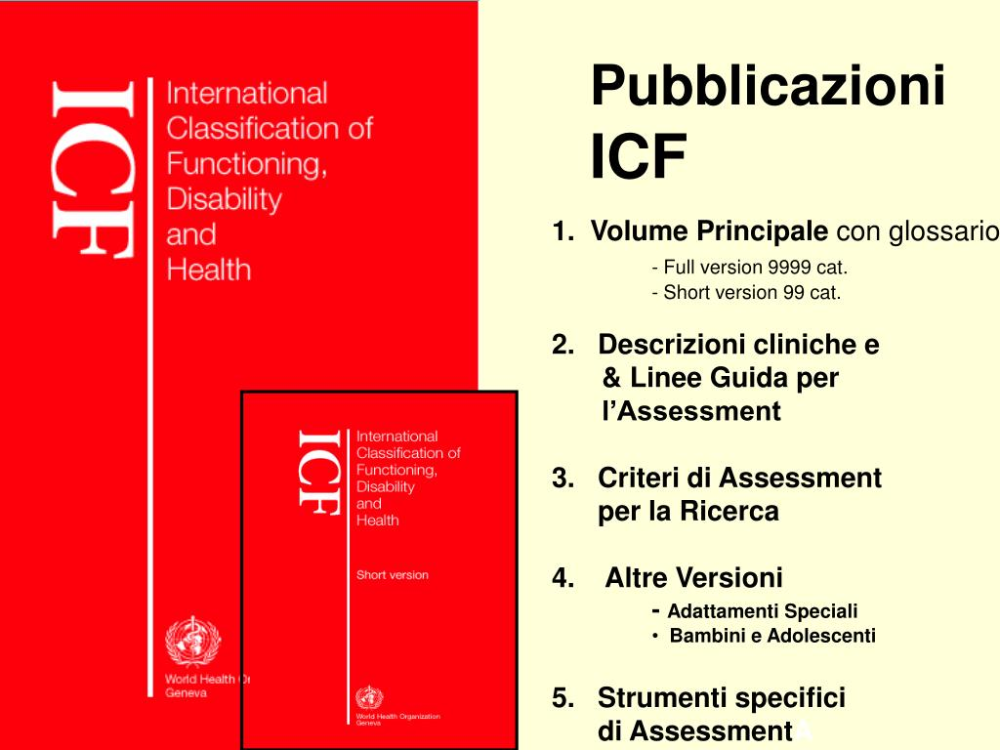 ICF
International
Classification of
Functioning,
Disability
and
Health
World Health Or
Geneva
ICF
International
Classification of
Functioning,
Disability
and
Health
Short version
World Health Organization
Geneva
Pubblicazioni
ICF
1. Volume Principale con glossario
- Full version 9999 cat.
- Short version 99 cat.
2. Descrizioni cliniche e
& Linee Guida per
l’Assessment
3. Criteri di Assessment
per la Ricerca
4. Altre Versioni
- Adattamenti Speciali
• Bambini e Adolescenti
5. Strumenti specifici
di AssessmentA